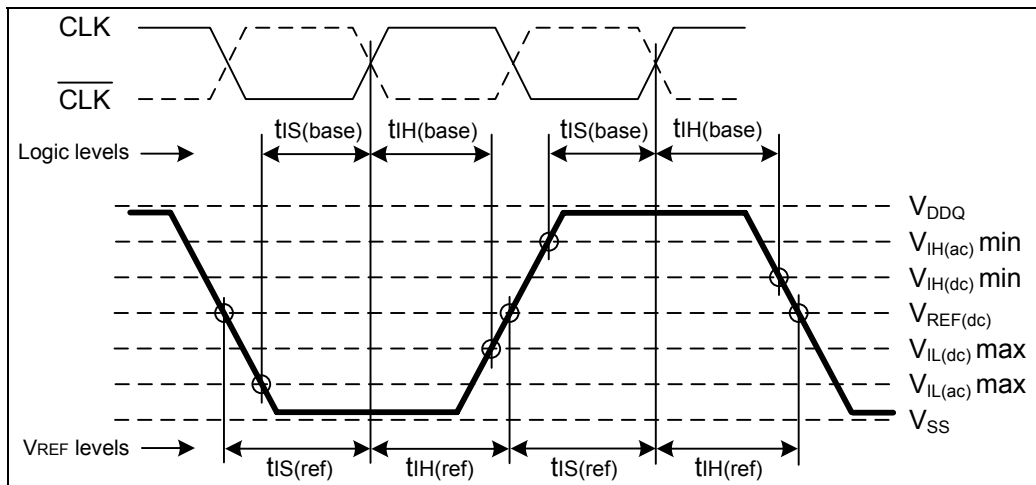 CLK
CLK
tIS(base) tIH(base) tIS(base) tIH(base)
Logic levels
VDDQ
VIH(ac) min
VIH(dc) min
VREF(dc)
VIL(dc) max
VIL(ac) max
VSS
VREF levels
tIS(ref) tIH(ref) tIS(ref) tIH(ref)